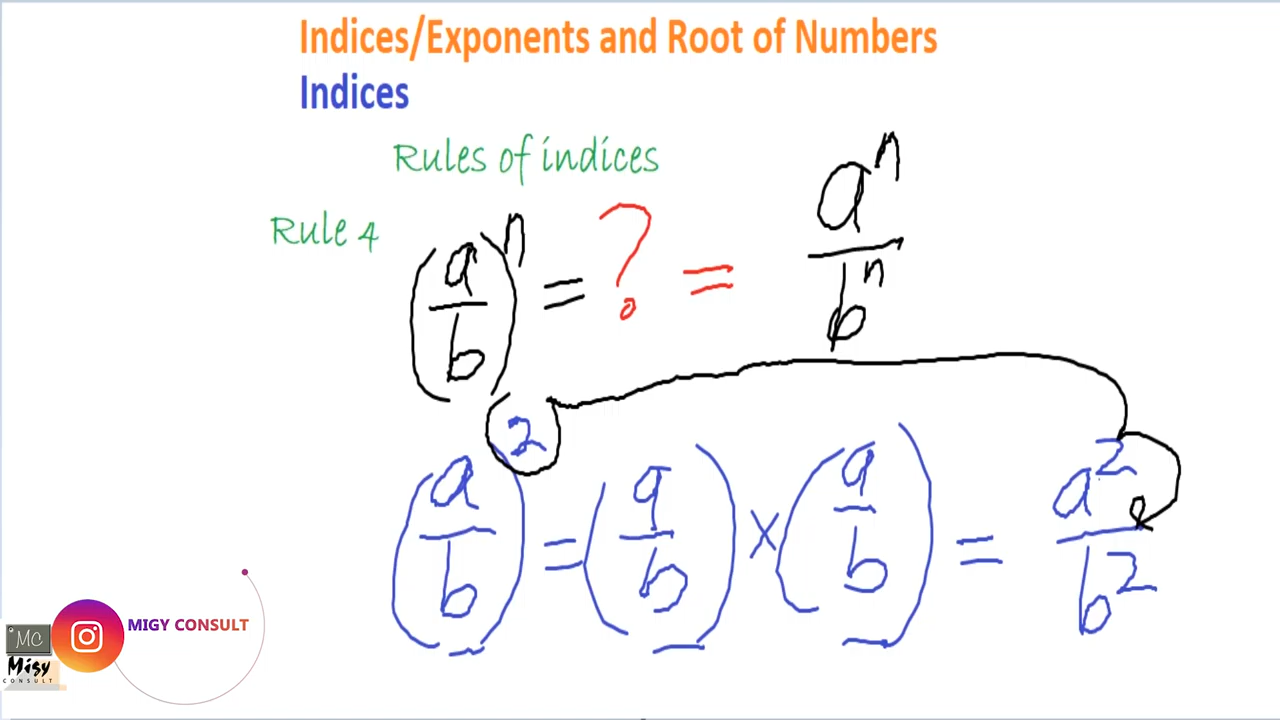 Indices/Exponents and Root of Numbers
Indices
Rules of indices
Rule 4
(a/b)^n = ? = a^n/b^n
(a/b)^2 = (a/b) × (a/b) = a^2/b^2
MIGY CONSULT
MC
Migy
CONSULT